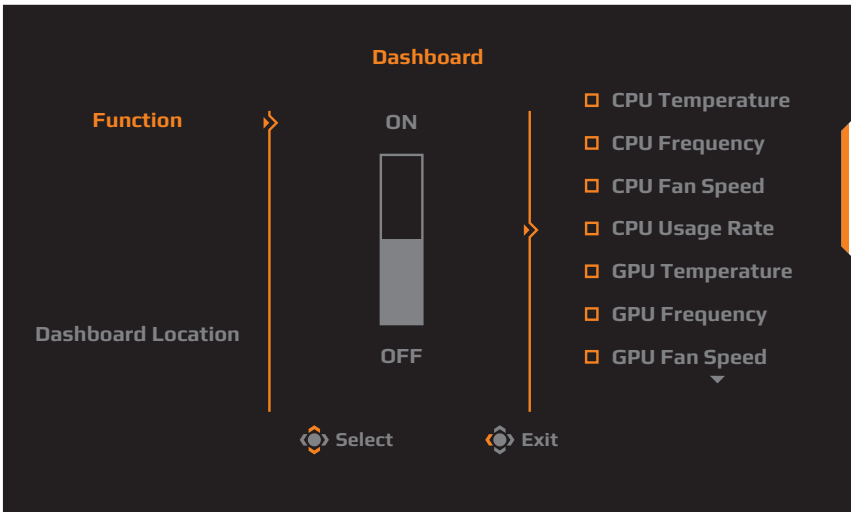 Dashboard
Function
ON
OFF
Dashboard Location
CPU Temperature
CPU Frequency
CPU Fan Speed
CPU Usage Rate
GPU Temperature
GPU Frequency
GPU Fan Speed
Select
Exit